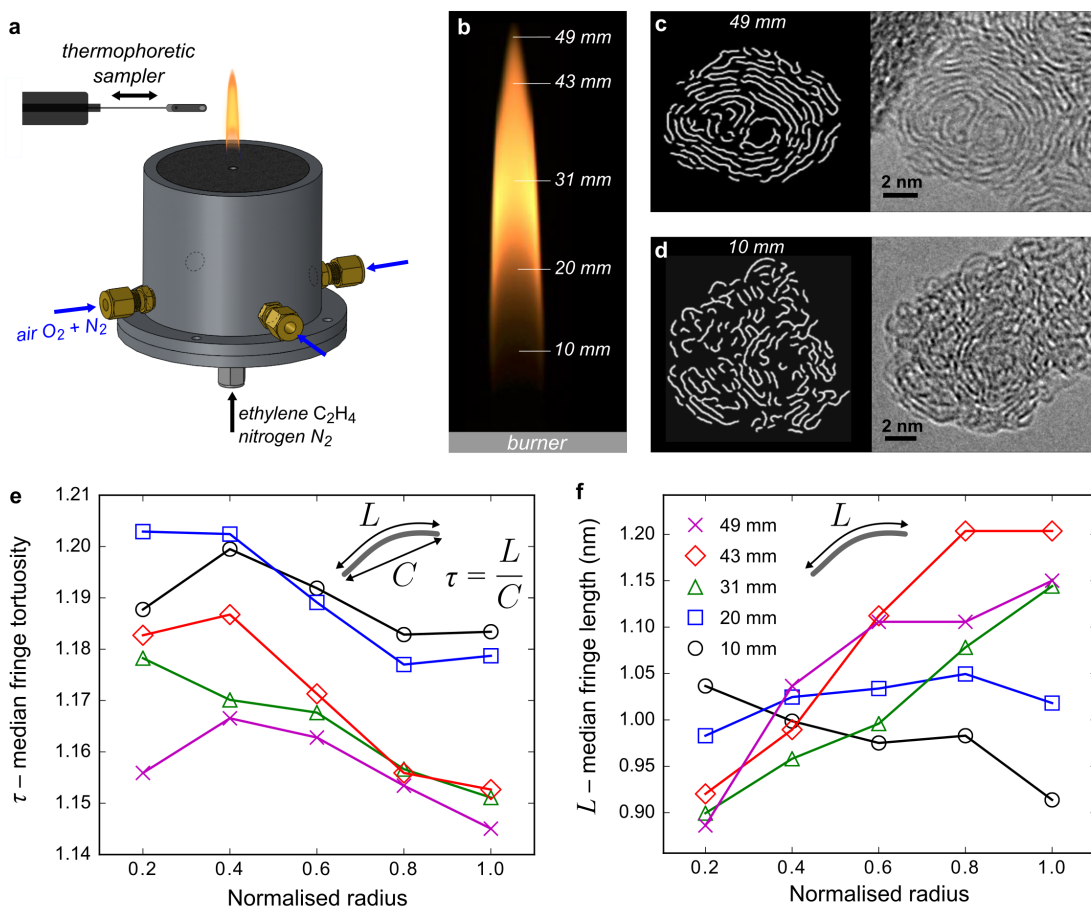 a
thermophoretic
sampler
air O2 + N2
ethylene C2H4
nitrogen N2
b
49 mm
43 mm
31 mm
20 mm
10 mm
burner
c
49 mm
2 nm
d
10 mm
2 nm
e
1.21
1.20
1.19
1.18
1.17
1.16
1.15
1.14
τ – median fringe tortuosity
L
C
τ = L/C
0.2 0.4 0.6 0.8 1.0
Normalised radius
f
1.20
1.15
1.10
1.05
1.00
0.95
0.90
L – median fringe length (nm)
L
49 mm
43 mm
31 mm
20 mm
10 mm
0.2 0.4 0.6 0.8 1.0
Normalised radius